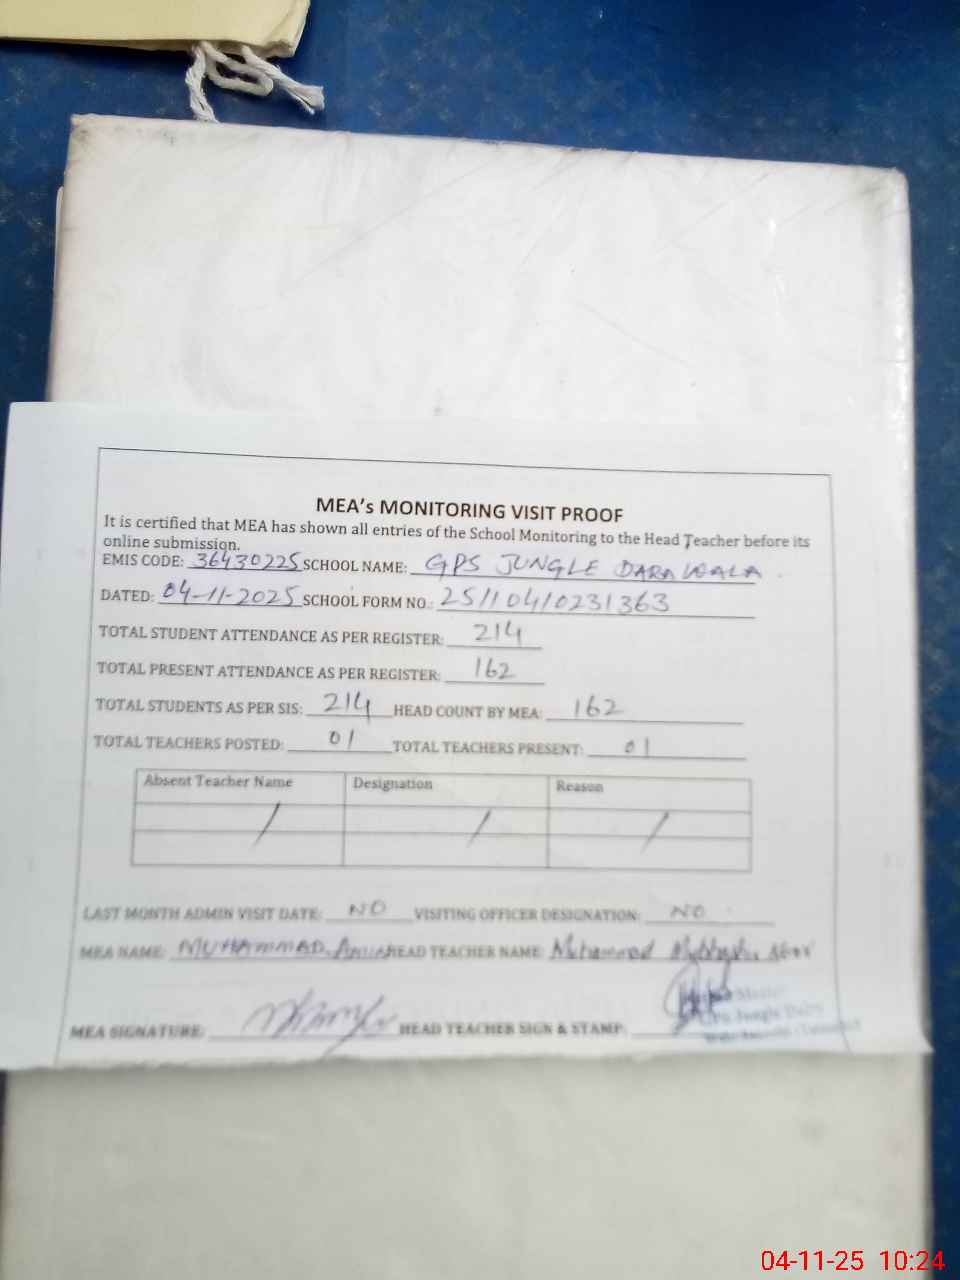 MEA's MONITORING VISIT PROOF
It is certified that MEA has shown all entries of the School Monitoring to the Head Teacher before its
online submission.
EMIS CODE: 36430225 SCHOOL NAME: GPS JUNGLE DARAWALA
DATED: 04-11-2025 SCHOOL FORM NO.: 25110410231363
TOTAL STUDENT ATTENDANCE AS PER REGISTER: 214
TOTAL PRESENT ATTENDANCE AS PER REGISTER: 162
TOTAL STUDENTS AS PER SIS: 214 HEAD COUNT BY MEA: 162
TOTAL TEACHERS POSTED: 01 TOTAL TEACHERS PRESENT: 01
Absent Teacher Name Designation Reason
/ / /
LAST MONTH ADMIN VISIT DATE: NO VISITING OFFICER DESIGNATION: NO
MEA NAME: MUHAMMAD HEAD TEACHER NAME: Muhammad
MEA SIGNATURE: HEAD TEACHER SIGN & STAMP:
04-11-25 10:24